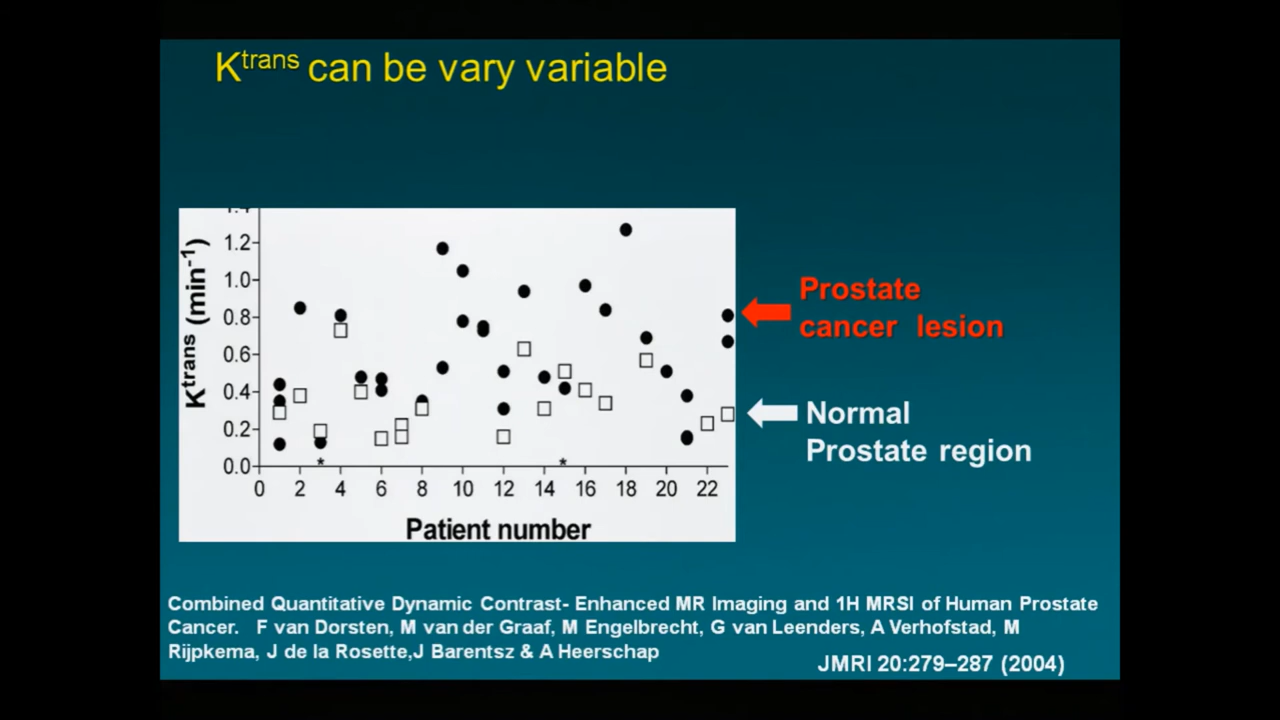 Ktrans can be vary variable
1.4
1.2
1.0
0.8
0.6
0.4
0.2
0.0
Ktrans (min-1)
* *
0 2 4 6 8 10 12 14 16 18 20 22
Patient number
Prostate
cancer lesion
Normal
Prostate region
Combined Quantitative Dynamic Contrast- Enhanced MR Imaging and 1H MRSI of Human Prostate
Cancer. F van Dorsten, M van der Graaf, M Engelbrecht, G van Leenders, A Verhofstad, M
Rijpkema, J de la Rosette,J Barentsz & A Heerschap
JMRI 20:279–287 (2004)